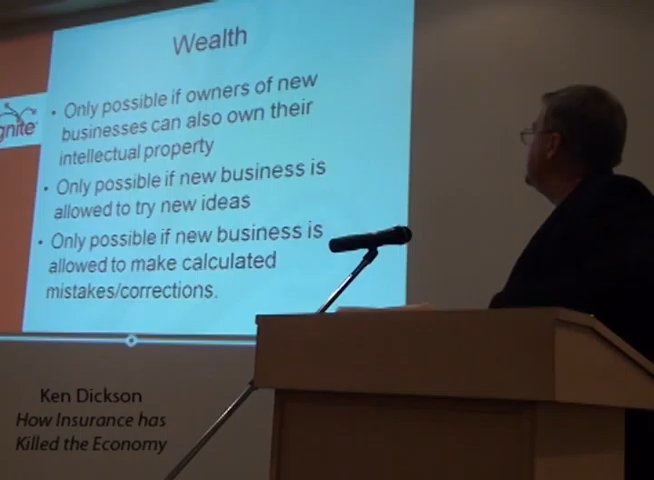 Wealth
gnite
• Only possible if owners of new
businesses can also own their
intellectual property
• Only possible if new business is
allowed to try new ideas
• Only possible if new business is
allowed to make calculated
mistakes/corrections.
Ken Dickson
How Insurance has
Killed the Economy